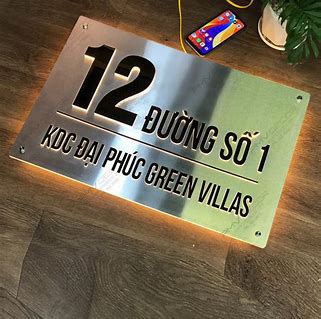 12 ĐƯỜNG SỐ 1
KDC ĐẠI PHÚC GREEN VILLAS